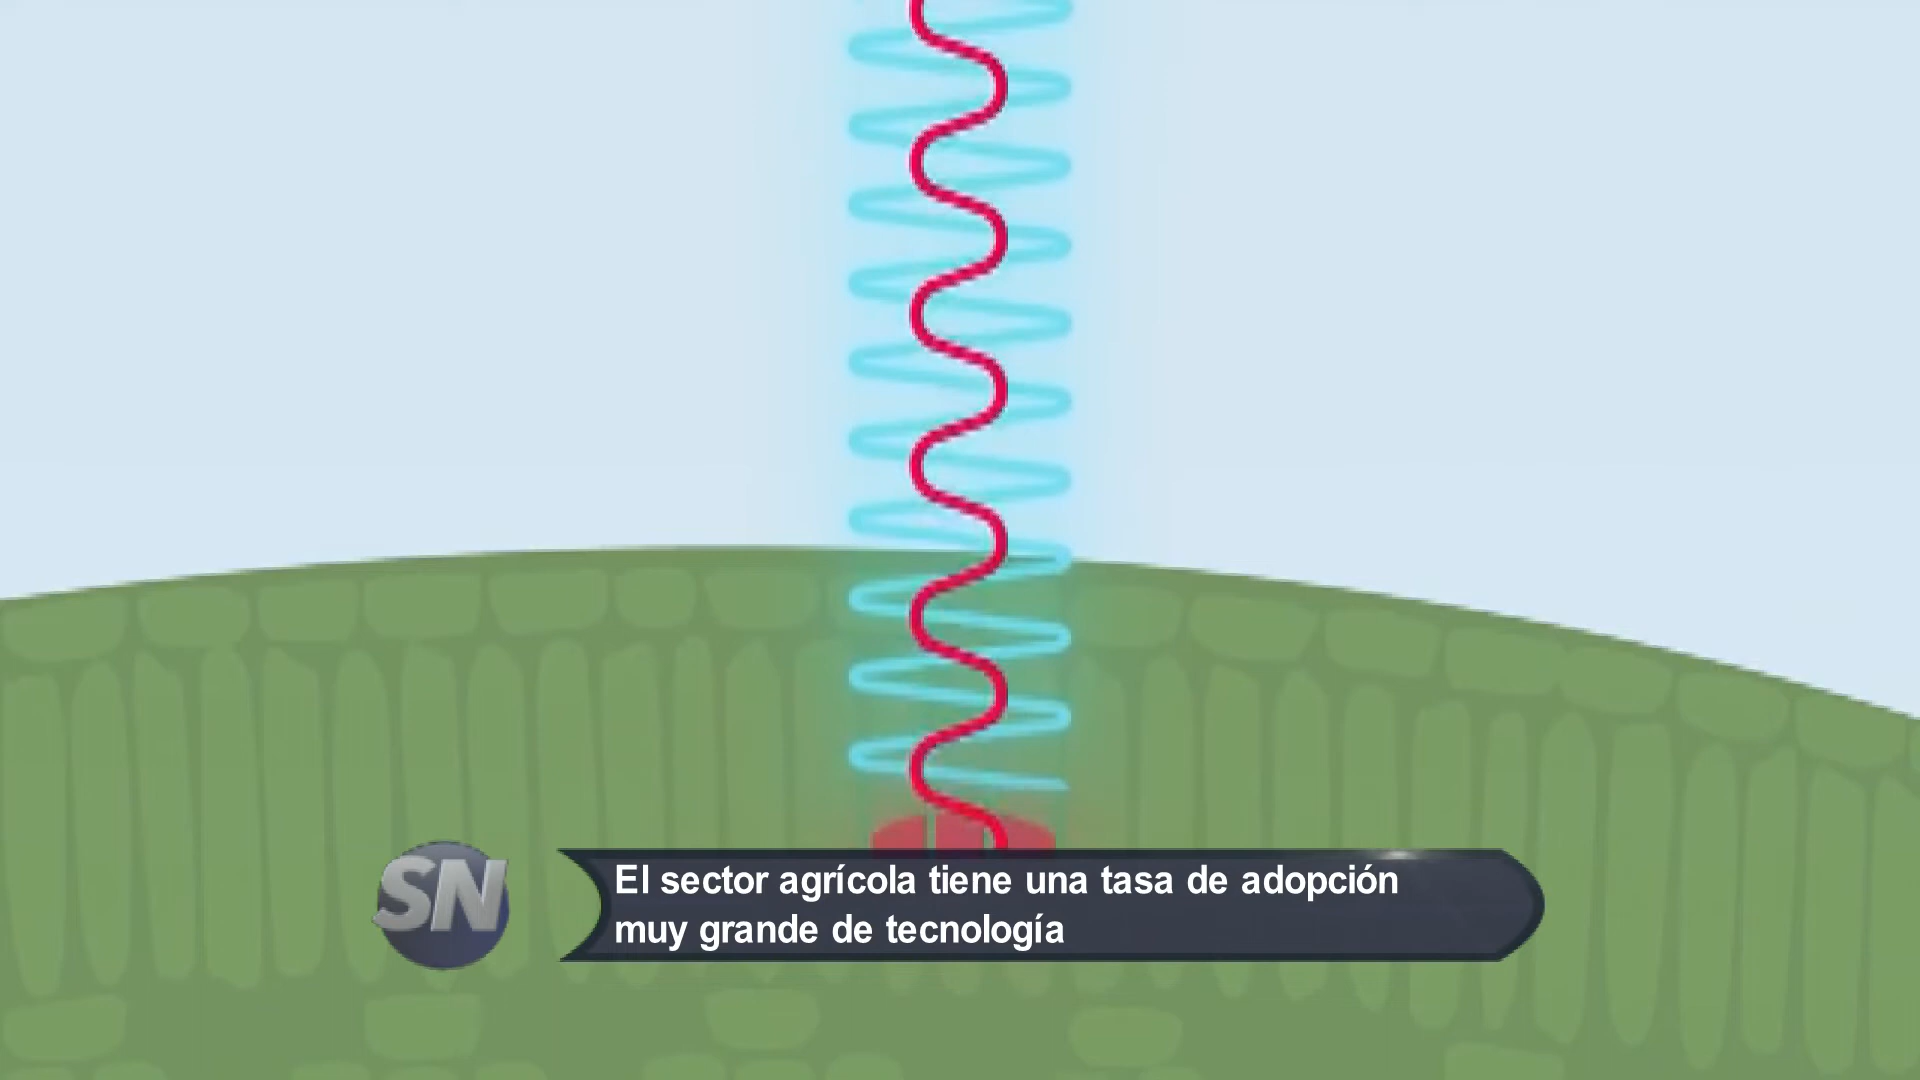 SN
El sector agrícola tiene una tasa de adopción
muy grande de tecnología